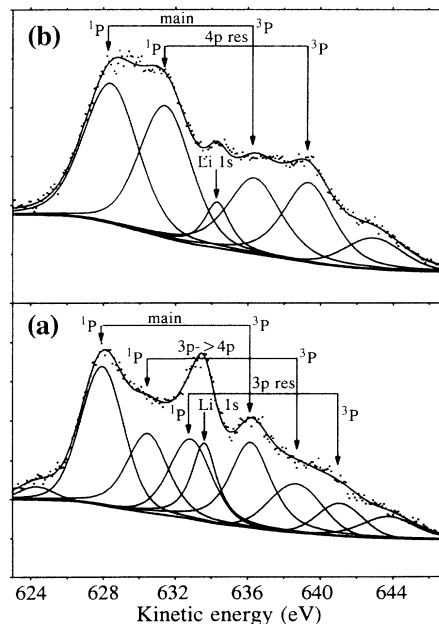 (b)
¹P main ³P
¹P 4p res ³P
Li 1s
(a)
¹P main ³P
¹P 3p->4p ³P
¹P 3p res ³P
Li 1s
624 628 632 636 640 644
Kinetic energy (eV)